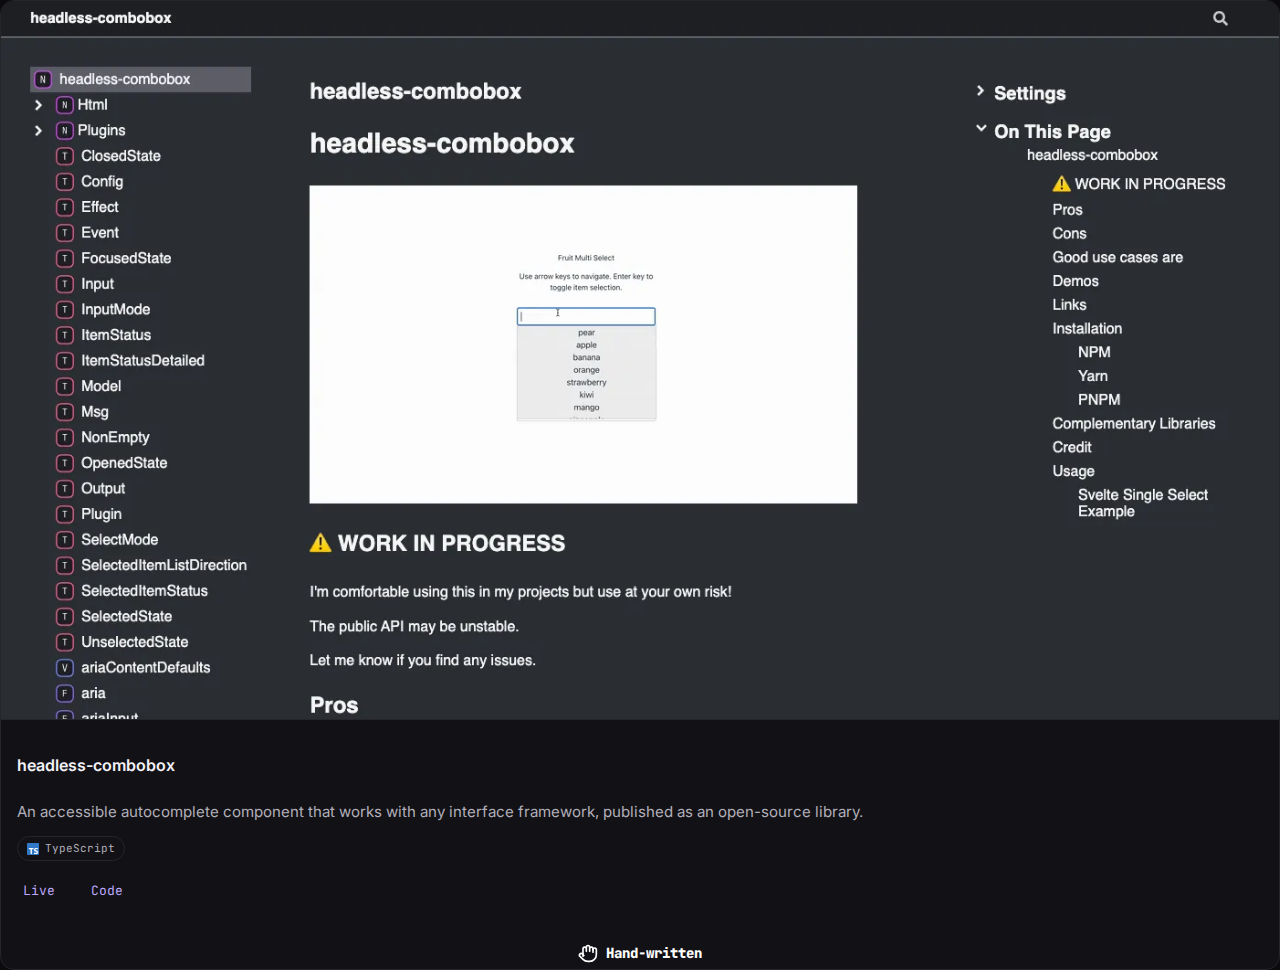 headless-combobox
N headless-combobox
N Html
N Plugins
T ClosedState
T Config
T Effect
T Event
T FocusedState
T Input
T InputMode
T ItemStatus
T ItemStatusDetailed
T Model
T Msg
T NonEmpty
T OpenedState
T Output
T Plugin
T SelectMode
T SelectedItemListDirection
T SelectedItemStatus
T SelectedState
T UnselectedState
V ariaContentDefaults
F aria
F ariaInput
headless-combobox
headless-combobox
Fruit Multi Select
Use arrow keys to navigate. Enter key to
toggle item selection.
pear
apple
banana
orange
strawberry
kiwi
mango
⚠️ WORK IN PROGRESS
I'm comfortable using this in my projects but use at your own risk!
The public API may be unstable.
Let me know if you find any issues.
Pros
Settings
On This Page
headless-combobox
⚠️ WORK IN PROGRESS
Pros
Cons
Good use cases are
Demos
Links
Installation
NPM
Yarn
PNPM
Complementary Libraries
Credit
Usage
Svelte Single Select
Example
headless-combobox
An accessible autocomplete component that works with any interface framework, published as an open-source library.
TS TypeScript
Live Code
Hand-written